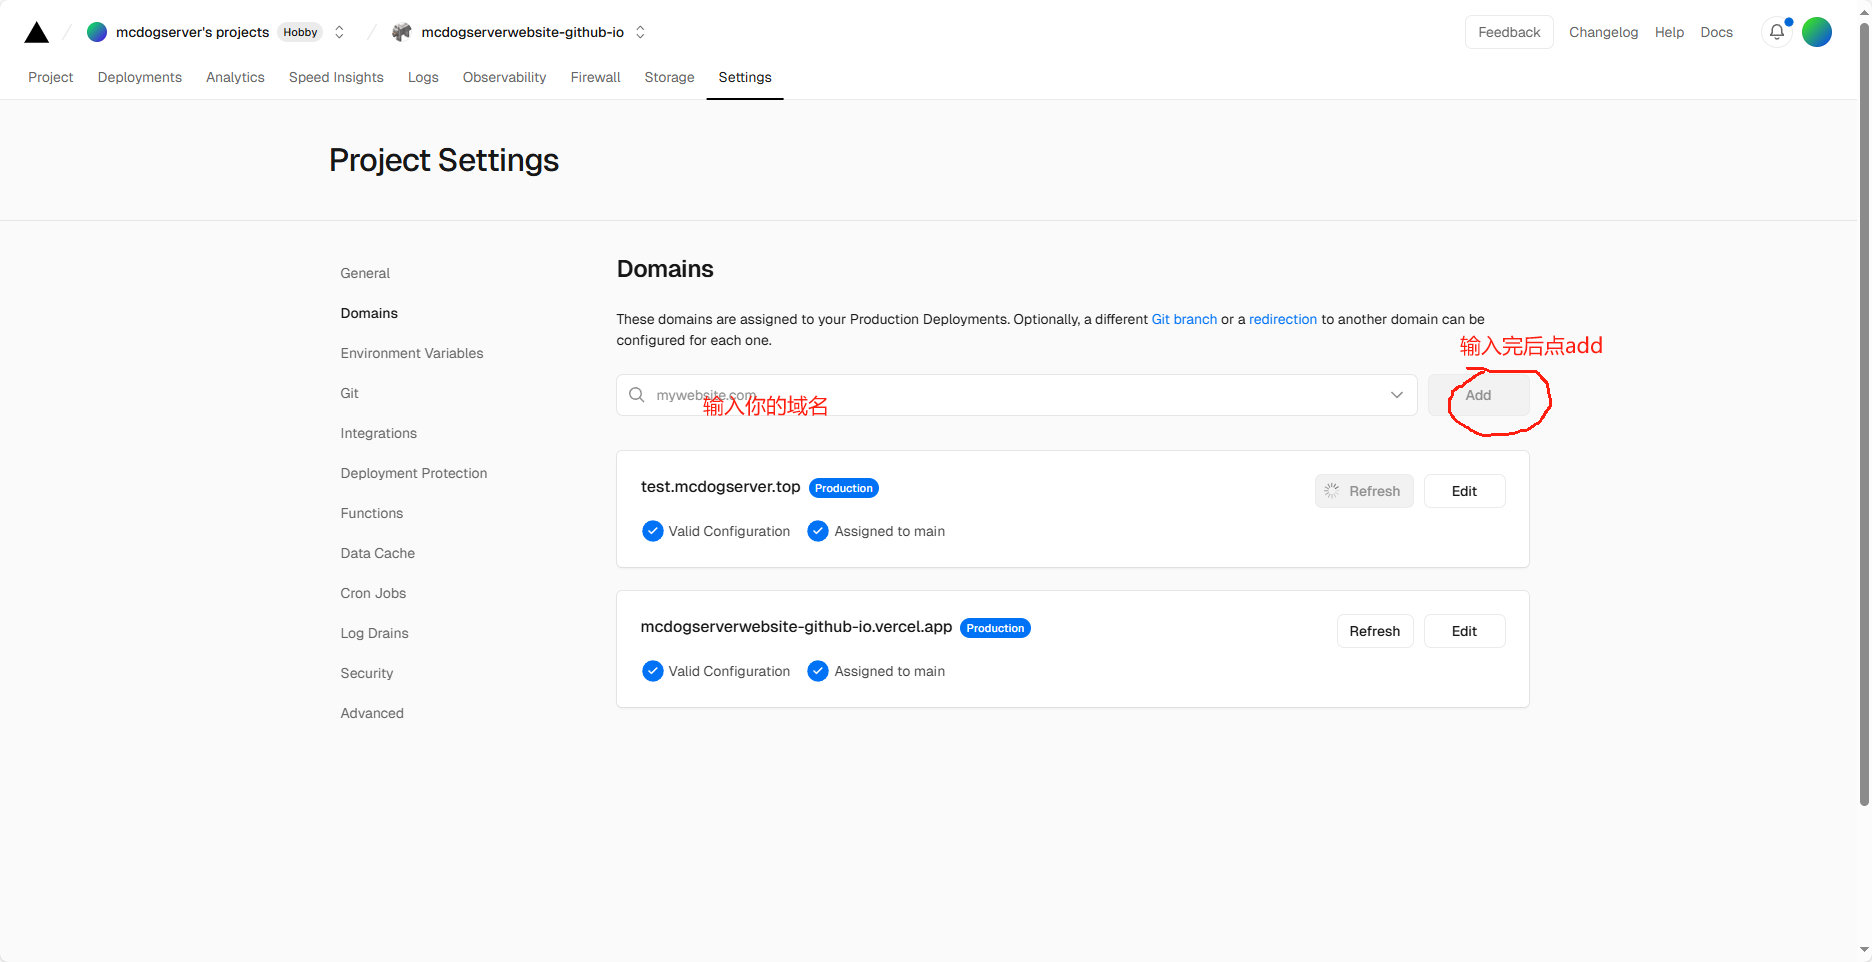 mcdogserver's projects Hobby mcdogserverwebsite-github-io Feedback Changelog Help Docs
Project Deployments Analytics Speed Insights Logs Observability Firewall Storage Settings
Project Settings
General
Domains
Environment Variables
Git
Integrations
Deployment Protection
Functions
Data Cache
Cron Jobs
Log Drains
Security
Advanced
Domains
These domains are assigned to your Production Deployments. Optionally, a different Git branch or a redirection to another domain can be
configured for each one.
输入完后点add
mywebsite.com Add
输入你的域名
test.mcdogserver.top Production Refresh Edit
Valid Configuration Assigned to main
mcdogserverwebsite-github-io.vercel.app Production Refresh Edit
Valid Configuration Assigned to main